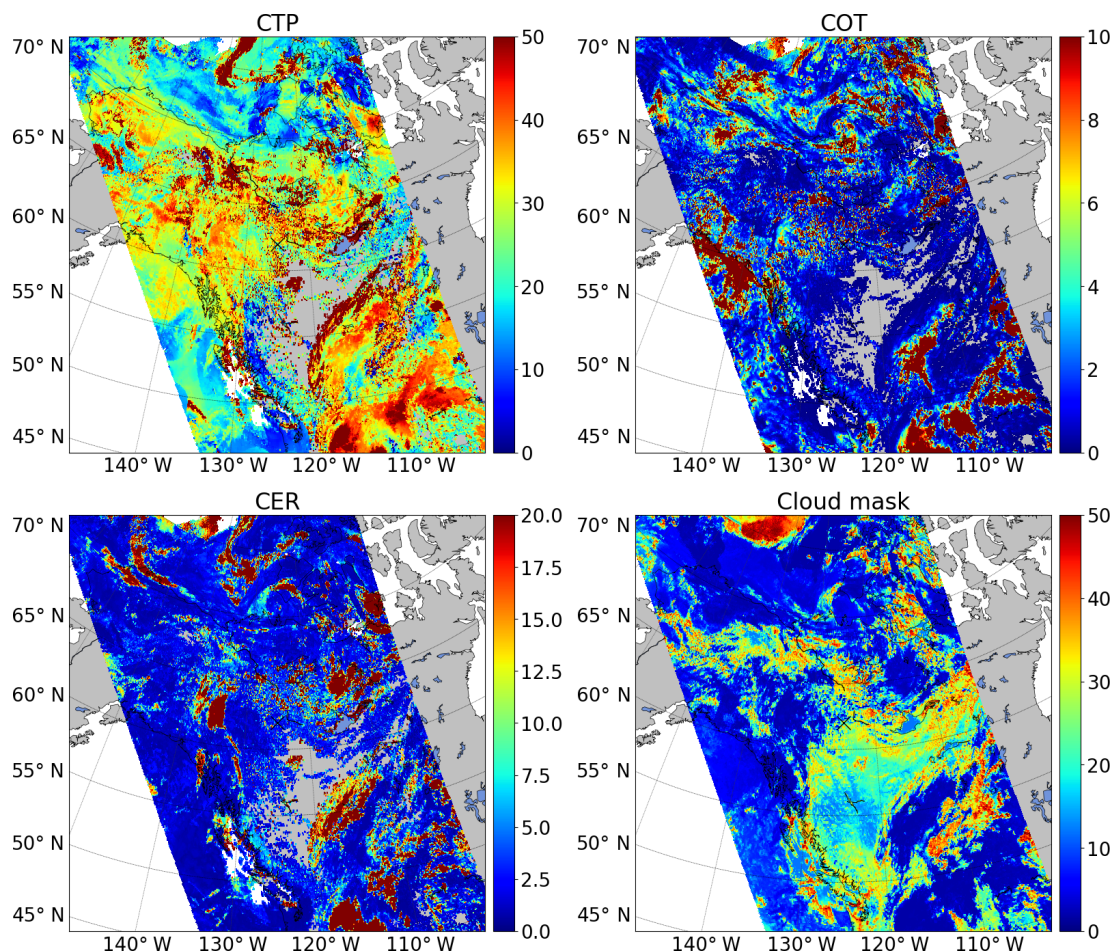 CTP
COT
70° N
65° N
60° N
55° N
50° N
45° N
140° W
130° W
120° W
110° W
50
40
30
20
10
0
70° N
65° N
60° N
55° N
50° N
45° N
140° W
130° W
120° W
110° W
10
8
6
4
2
0
CER
Cloud mask
70° N
65° N
60° N
55° N
50° N
45° N
140° W
130° W
120° W
110° W
20.0
17.5
15.0
12.5
10.0
7.5
5.0
2.5
0.0
70° N
65° N
60° N
55° N
50° N
45° N
140° W
130° W
120° W
110° W
50
40
30
20
10
0